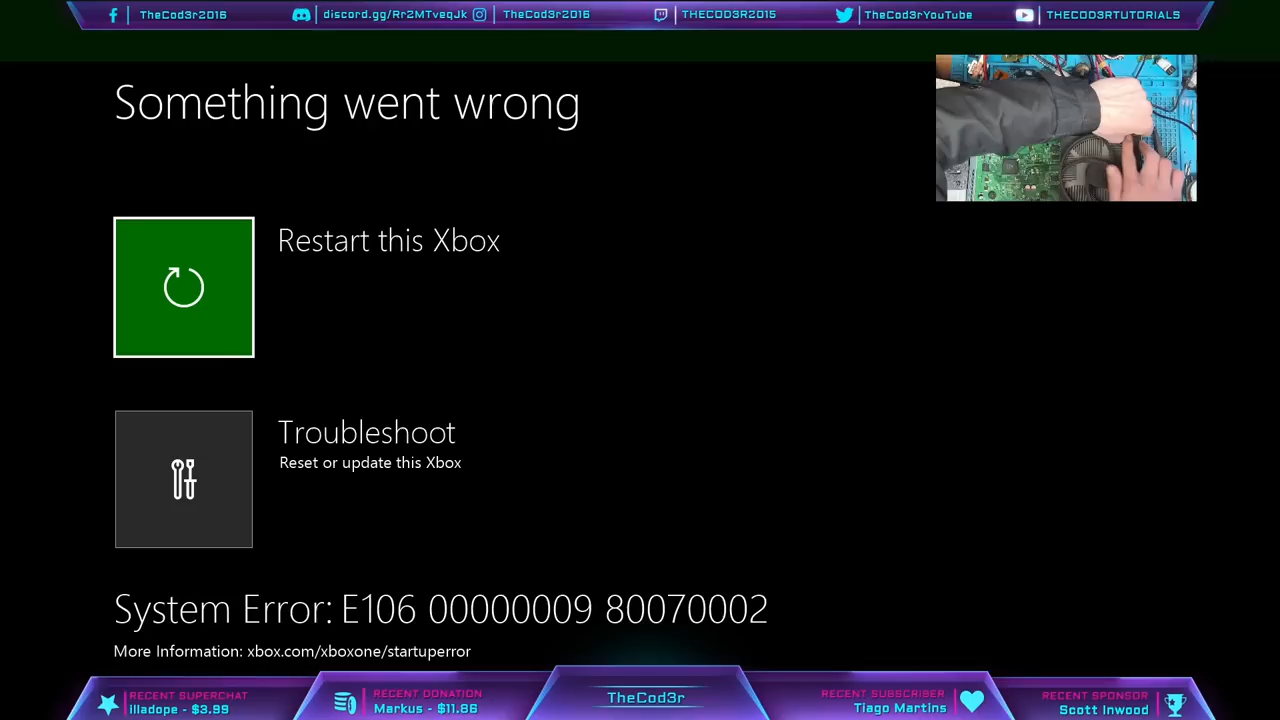 TheCod3r2016
discord.gg/Rr2MTveqJk
TheCod3r2016
THECOD3R2015
TheCod3rYouTube
THECOD3RTUTORIALS
Something went wrong
Restart this Xbox
Troubleshoot
Reset or update this Xbox
System Error: E106 00000009 80070002
More Information: xbox.com/xboxone/startuperror
RECENT SUPERCHAT
illadope - $3.99
RECENT DONATION
Markus - $11.86
TheCod3r
RECENT SUBSCRIBER
Tiago Martins
RECENT SPONSOR
Scott Inwood